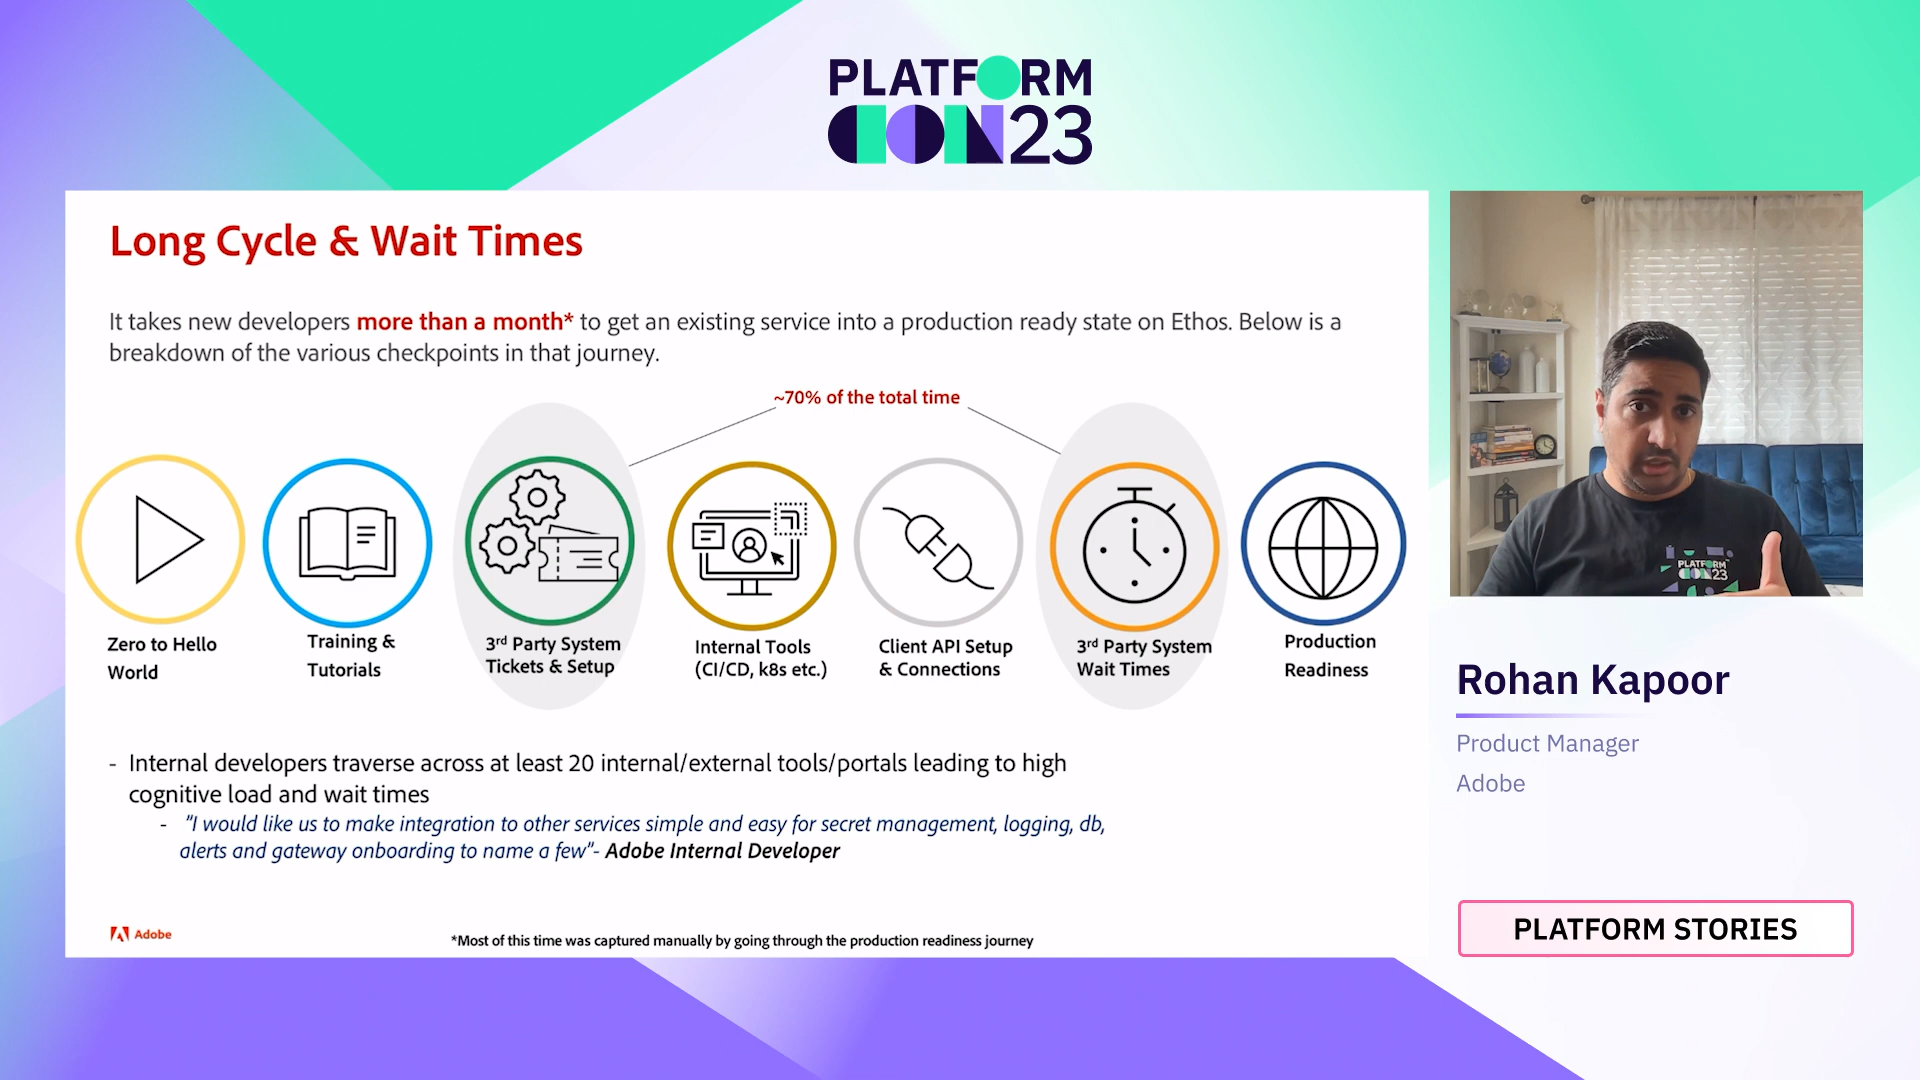 PLATFORM
CON23
Long Cycle & Wait Times
It takes new developers more than a month* to get an existing service into a production ready state on Ethos. Below is a
breakdown of the various checkpoints in that journey.
~70% of the total time
Zero to Hello
World
Training &
Tutorials
3rd Party System
Tickets & Setup
Internal Tools
(CI/CD, k8s etc.)
Client API Setup
& Connections
3rd Party System
Wait Times
Production
Readiness
- Internal developers traverse across at least 20 internal/external tools/portals leading to high
cognitive load and wait times
- "I would like us to make integration to other services simple and easy for secret management, logging, db,
alerts and gateway onboarding to name a few"- Adobe Internal Developer
Adobe
*Most of this time was captured manually by going through the production readiness journey
PLATFORM
CON23
Rohan Kapoor
Product Manager
Adobe
PLATFORM STORIES